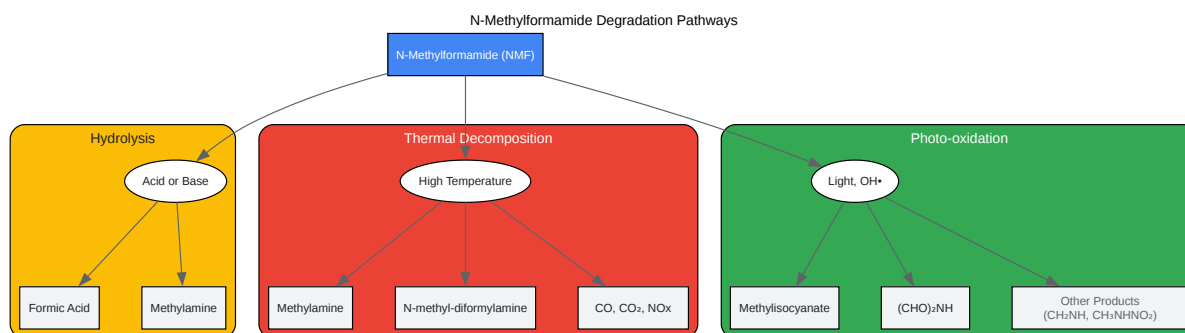 N-Methylformamide Degradation Pathways
N-Methylformamide (NMF)
Hydrolysis
Thermal Decomposition
Photo-oxidation
Acid or Base
High Temperature
Light, OH•
Formic Acid
Methylamine
Methylamine
N-methyl-diformylamine
CO, CO₂, NOx
Methylisocyanate
(CHO)₂NH
Other Products
(CH₂NH, CH₃NHNO₂)